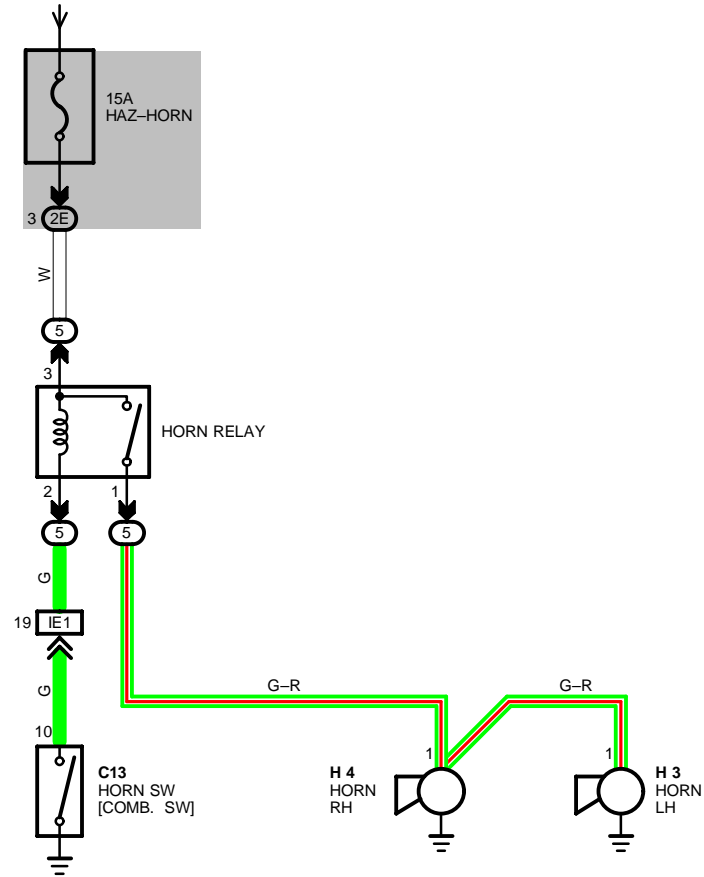 15A
HAZ–HORN
3 2E
W
5
3
HORN RELAY
2 1
5 5
G
19 IE1
G
G–R G–R
10
1 1
C13
HORN SW
[COMB. SW]
H 4
HORN
RH
H 3
HORN
LH